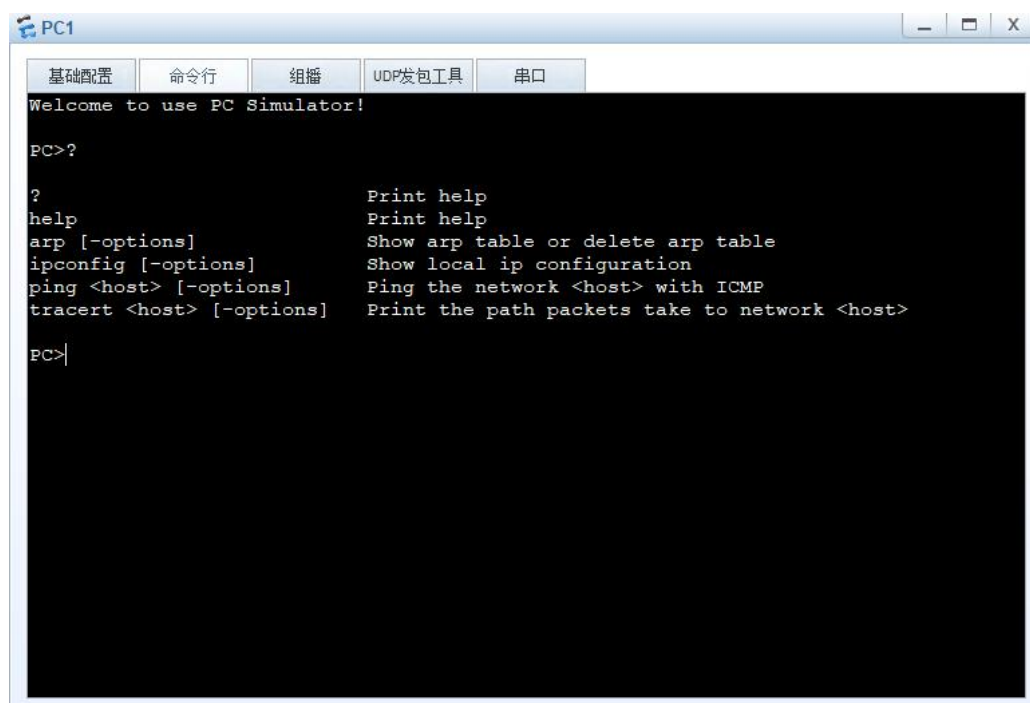 PC1
基础配置 命令行 组播 UDP发包工具 串口
Welcome to use PC Simulator!
PC>?
? Print help
help Print help
arp [-options] Show arp table or delete arp table
ipconfig [-options] Show local ip configuration
ping <host> [-options] Ping the network <host> with ICMP
tracert <host> [-options] Print the path packets take to network <host>
PC>